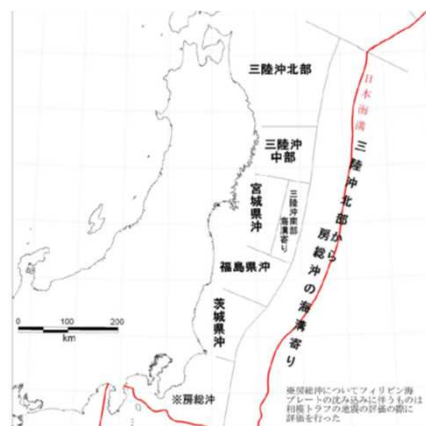 三陸沖北部
日本海溝
三陸沖
中部
三陸沖北部から
房総沖の海溝寄り
宮城県沖
三陸沖南部
海溝寄り
福島県沖
茨城県沖
0 100 200
km
※房総沖
※房総沖についてフィリピン海
プレートの沈み込みに伴うものは
相模トラフの地震の評価の際に
評価を行った